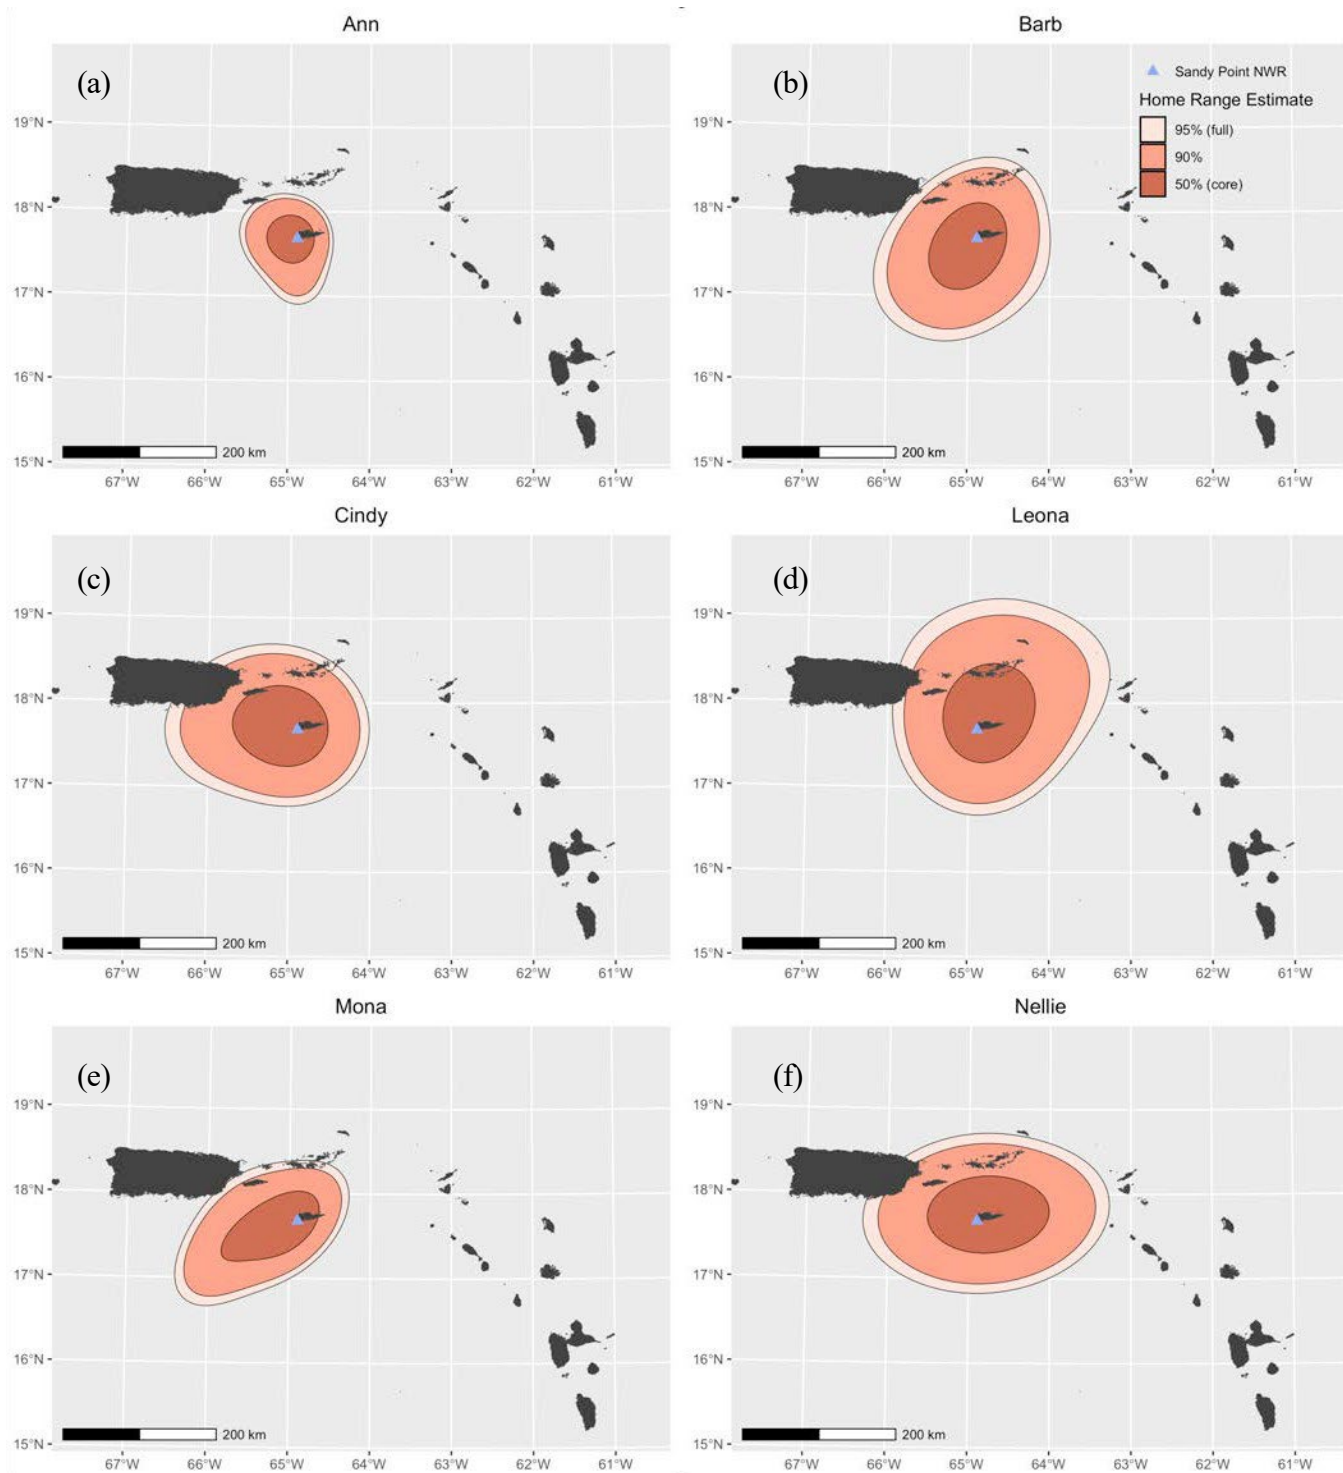 Ann
(a)
19°N
18°N
17°N
16°N
15°N
200 km
67°W 66°W 65°W 64°W 63°W 62°W 61°W
Barb
(b)
Sandy Point NWR
Home Range Estimate
95% (full)
90%
50% (core)
19°N
18°N
17°N
16°N
15°N
200 km
67°W 66°W 65°W 64°W 63°W 62°W 61°W
Cindy
(c)
19°N
18°N
17°N
16°N
15°N
200 km
67°W 66°W 65°W 64°W 63°W 62°W 61°W
Leona
(d)
19°N
18°N
17°N
16°N
15°N
200 km
67°W 66°W 65°W 64°W 63°W 62°W 61°W
Mona
(e)
19°N
18°N
17°N
16°N
15°N
200 km
67°W 66°W 65°W 64°W 63°W 62°W 61°W
Nellie
(f)
19°N
18°N
17°N
16°N
15°N
200 km
67°W 66°W 65°W 64°W 63°W 62°W 61°W